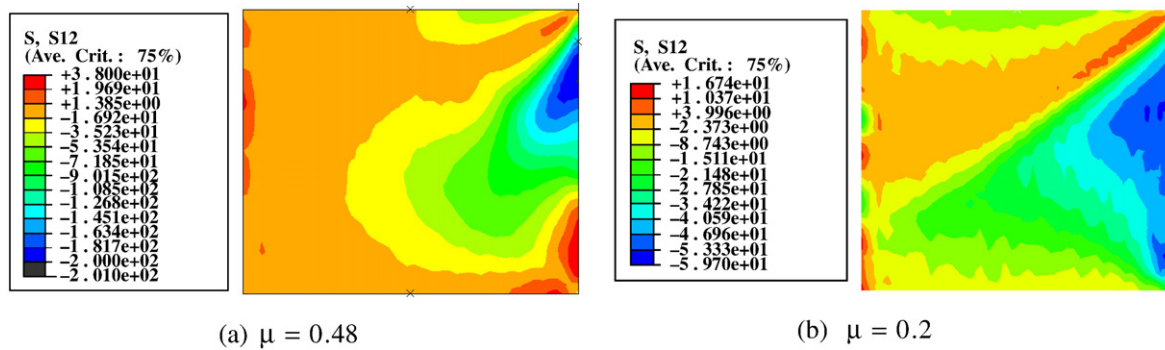 S, S12
(Ave. Crit.: 75%)
+3.800e+01
+1.969e+01
+1.385e+00
−1.692e+01
−3.523e+01
−5.354e+01
−7.185e+01
−9.015e+01
−1.085e+02
−1.268e+02
−1.451e+02
−1.634e+02
−1.817e+02
−2.000e+02
−2.010e+02
(a) μ = 0.48
S, S12
(Ave. Crit.: 75%)
+1.674e+01
+1.037e+01
+3.996e+00
−2.373e+00
−8.743e+00
−1.511e+01
−2.148e+01
−2.785e+01
−3.422e+01
−4.059e+01
−4.696e+01
−5.333e+01
−5.970e+01
(b) μ = 0.2